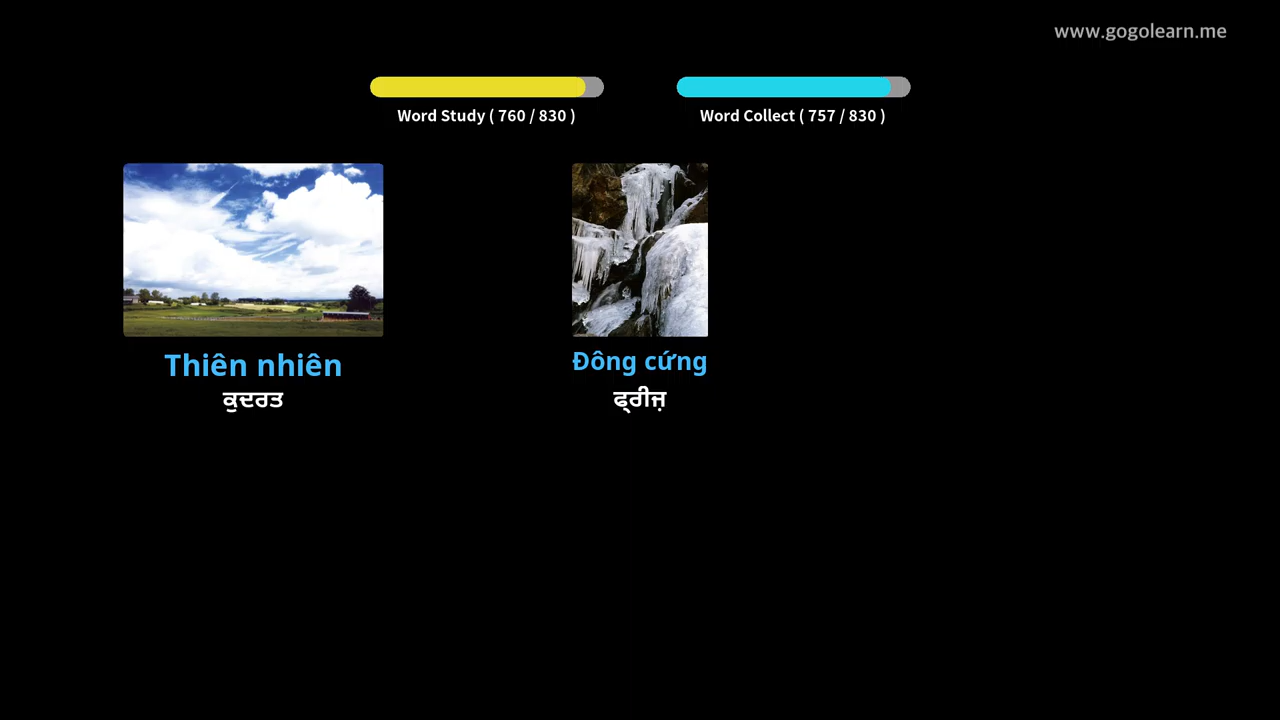 www.gogolearn.me
Word Study ( 760 / 830 )
Word Collect ( 757 / 830 )
Thiên nhiên
Đông cứng
ਕੁਦਰਤ
ਫ੍ਰੀਜ਼